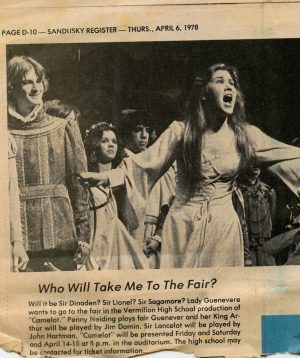 PAGE D-10 — SANDUSKY REGISTER — THURS., APRIL 6, 1978
Who Will Take Me To The Fair?
Will it be Sir Dinaden? Sir Lionel? Sir Sagamore? Lady Guenevere
wants to go to the fair in the Vermilion High School production of
"Camelot." Penny Neiding plays fair Guenever and her King Ar-
thur will be played by Jim Domin. Sir Lancelot will be played by
John Hartman. "Camelot" will be presented Friday and Saturday
and April 14-15 at 8 p.m. in the auditorium. The high school may
be contacted for ticket information.